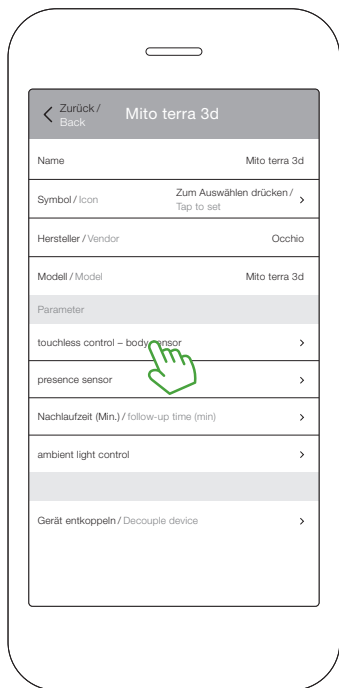 Zurück /
Back
Mito terra 3d
Name Mito terra 3d
Symbol / Icon Zum Auswählen drücken /
Tap to set
Hersteller / Vendor Occhio
Modell / Model Mito terra 3d
Parameter
touchless control – body sensor
presence sensor
Nachlaufzeit (Min.) / follow-up time (min)
ambient light control
Gerät entkoppeln / Decouple device